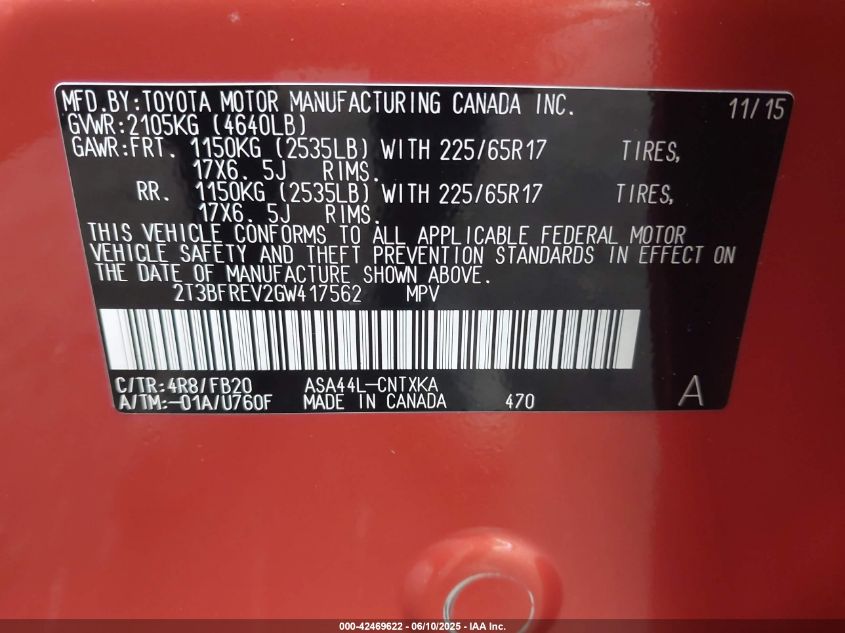 MFD.BY:TOYOTA MOTOR MANUFACTURING CANADA INC. 11/15
GVWR:2105KG (4640LB)
GAWR:FRT. 1150KG (2535LB) WITH 225/65R17 TIRES,
17X6. 5J RIMS.
RR. 1150KG (2535LB) WITH 225/65R17 TIRES,
17X6. 5J RIMS.
THIS VEHICLE CONFORMS TO ALL APPLICABLE FEDERAL MOTOR
VEHICLE SAFETY AND THEFT PREVENTION STANDARDS IN EFFECT ON
THE DATE OF MANUFACTURE SHOWN ABOVE.
2T3BFREV2GW417562 MPV
C/TR:4R8/FB20 ASA44L-CNTXKA
A/TM:-01A/U760F MADE IN CANADA 470 A
000-42469622 - 06/10/2025 - IAA Inc.